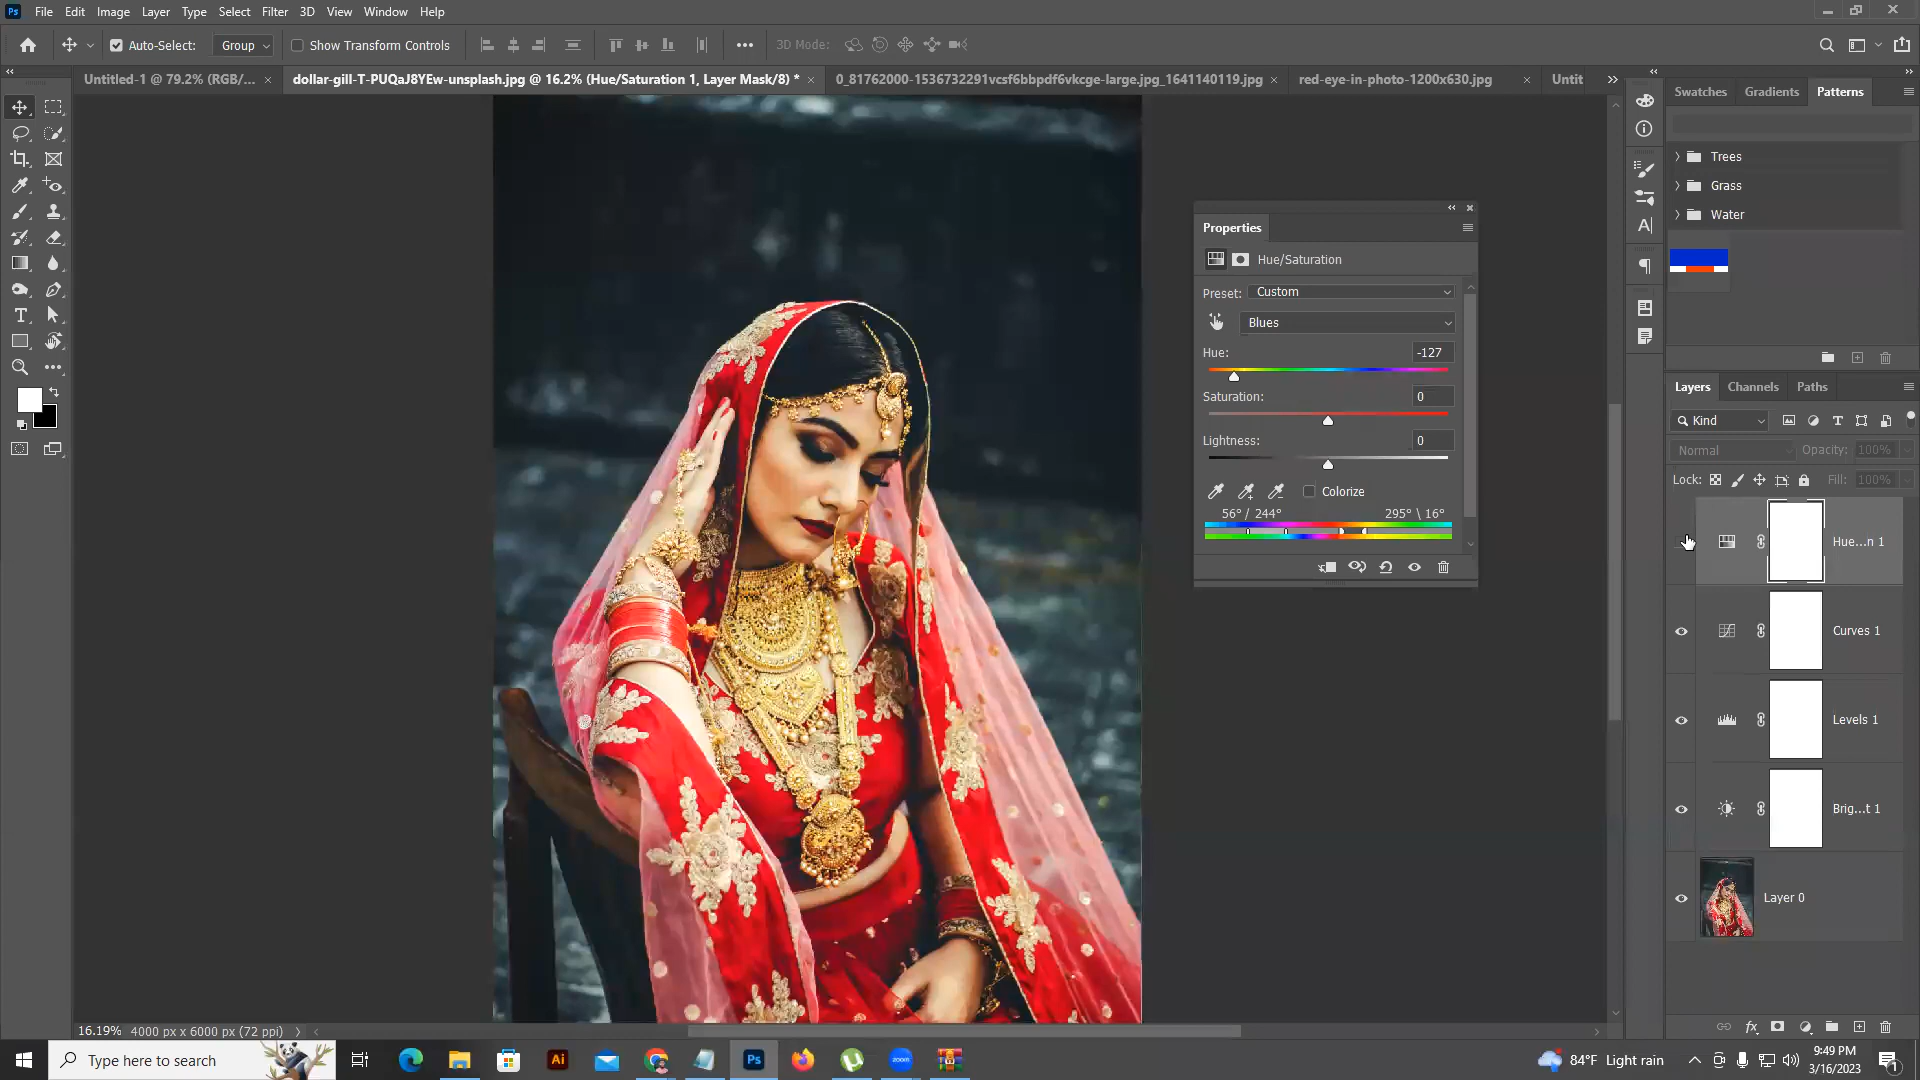 Ps File Edit Image Layer Type Select Filter 3D View Window Help
Auto-Select: Group Show Transform Controls 3D Mode:
Untitled-1 @ 79.2% (RGB/... × dollar-gill-T-PUQaJ8YEw-unsplash.jpg @ 16.2% (Hue/Saturation 1, Layer Mask/8) * × 0_81762000-1536732291vcsf6bbpdf6vkcge-large.jpg_1641140119.jpg × red-eye-in-photo-1200x630.jpg × Untit
Swatches Gradients Patterns
Trees
Grass
Water
Properties
Hue/Saturation
Preset: Custom
Blues
Hue: -127
Saturation: 0
Lightness: 0
Colorize
56° / 244° 295° \ 16°
Layers Channels Paths
Kind
Normal Opacity: 100%
Lock: Fill: 100%
Hue...n 1
Curves 1
Levels 1
Brig...t 1
Layer 0
16.19% 4000 px x 6000 px (72 ppi)
Type here to search
Ai
Ps
zoom
84°F Light rain
9:49 PM
3/16/2023
1